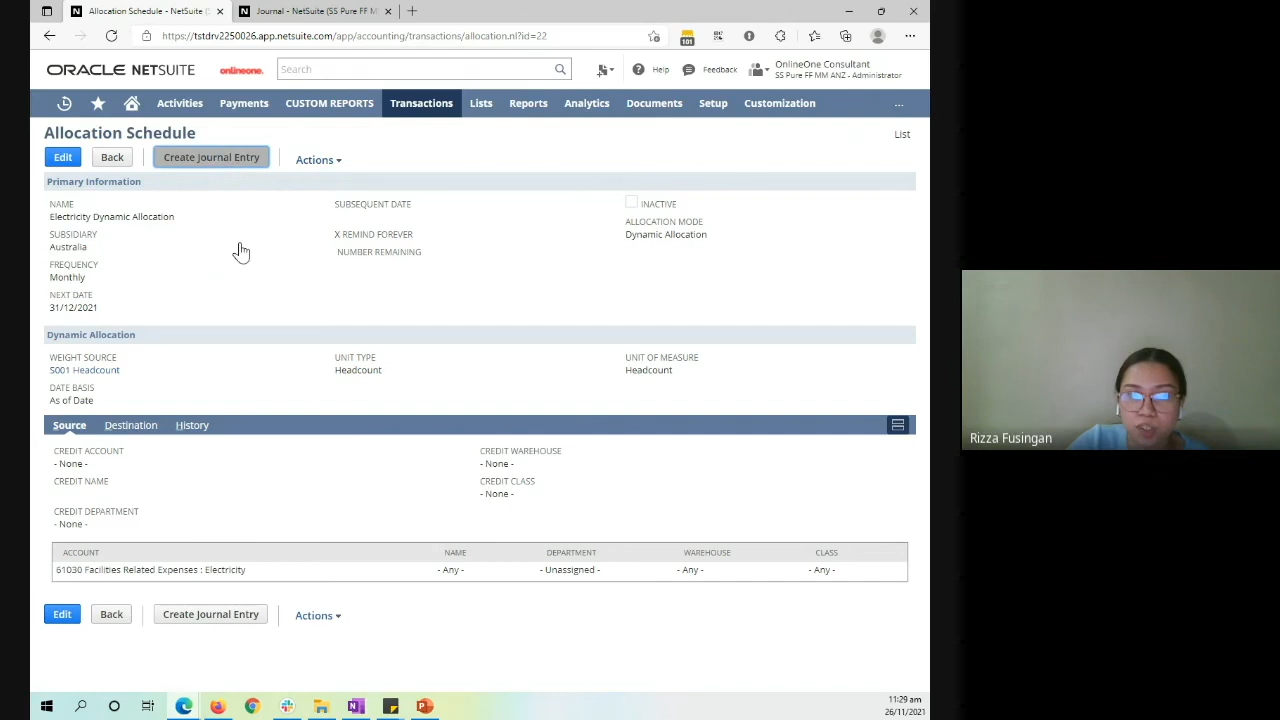 Allocation Schedule - NetSuite (S
Journal - NetSuite (SS Pure FF M
https://tstdrv2250026.app.netsuite.com/app/accounting/transactions/allocation.nl?id=22
101
ORACLE NETSUITE
onlineone.
Search
Help
Feedback
OnlineOne Consultant
SS Pure FF MM ANZ - Administrator
Activities
Payments
CUSTOM REPORTS
Transactions
Lists
Reports
Analytics
Documents
Setup
Customization
...
Allocation Schedule
List
Edit
Back
Create Journal Entry
Actions
Primary Information
NAME
Electricity Dynamic Allocation
SUBSIDIARY
Australia
FREQUENCY
Monthly
NEXT DATE
31/12/2021
SUBSEQUENT DATE
X REMIND FOREVER
NUMBER REMAINING
INACTIVE
ALLOCATION MODE
Dynamic Allocation
Dynamic Allocation
WEIGHT SOURCE
S001 Headcount
DATE BASIS
As of Date
UNIT TYPE
Headcount
UNIT OF MEASURE
Headcount
Source
Destination
History
CREDIT ACCOUNT
- None -
CREDIT NAME
CREDIT DEPARTMENT
- None -
CREDIT WAREHOUSE
- None -
CREDIT CLASS
- None -
ACCOUNT NAME DEPARTMENT WAREHOUSE CLASS
61030 Facilities Related Expenses : Electricity - Any - - Unassigned - - Any - - Any -
Edit
Back
Create Journal Entry
Actions
11:29 am
26/11/2021
Rizza Fusingan